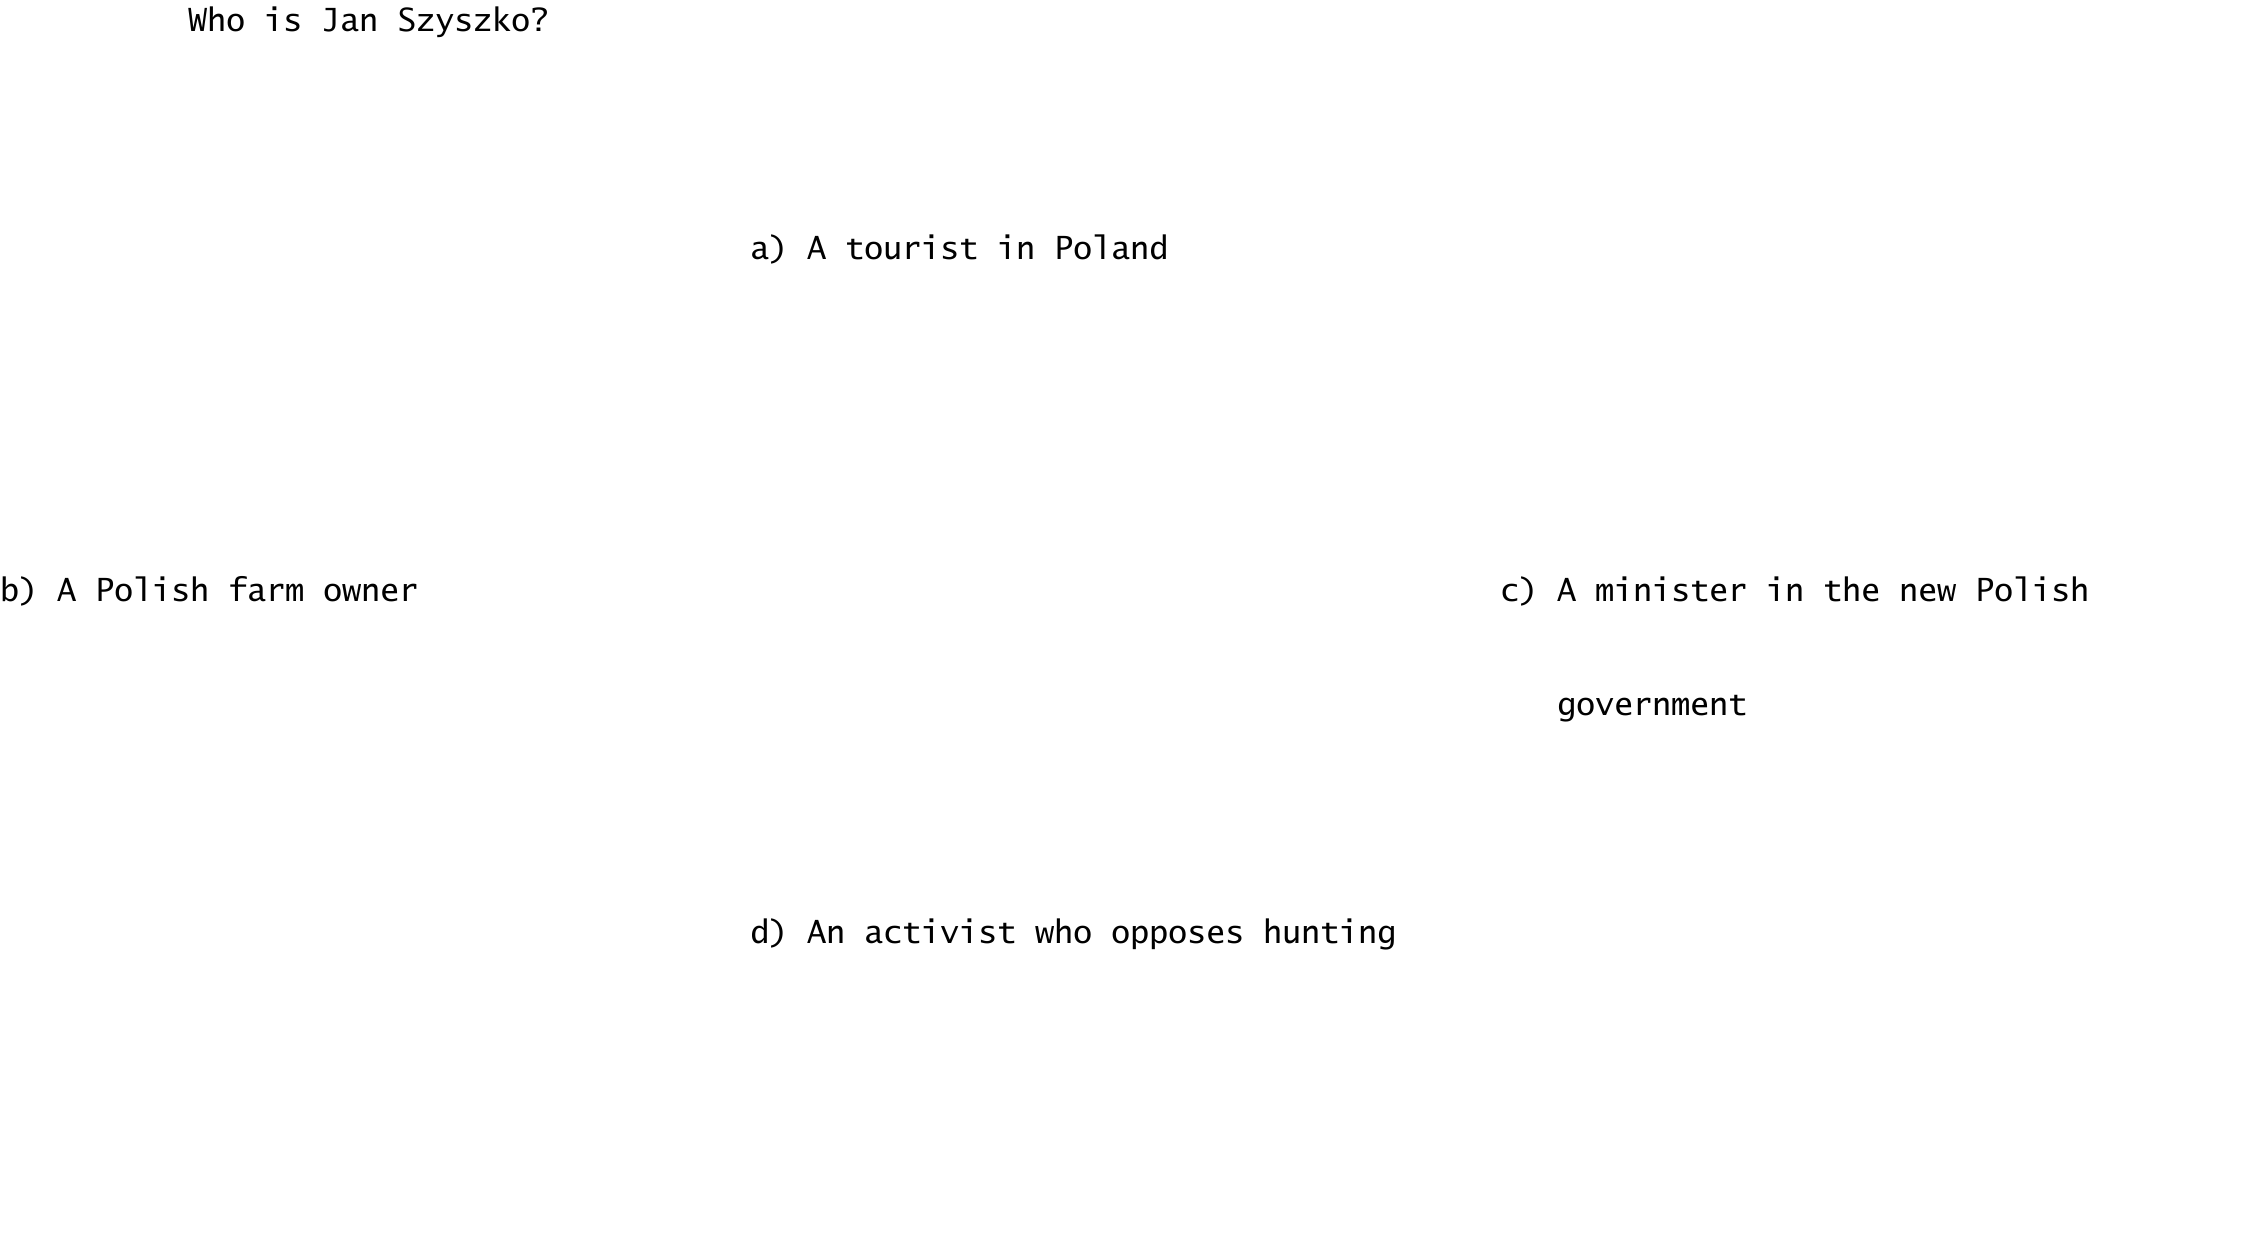 Who is Jan Szyszko?
a) A tourist in Poland
b) A Polish farm owner
c) A minister in the new Polish
government
d) An activist who opposes hunting